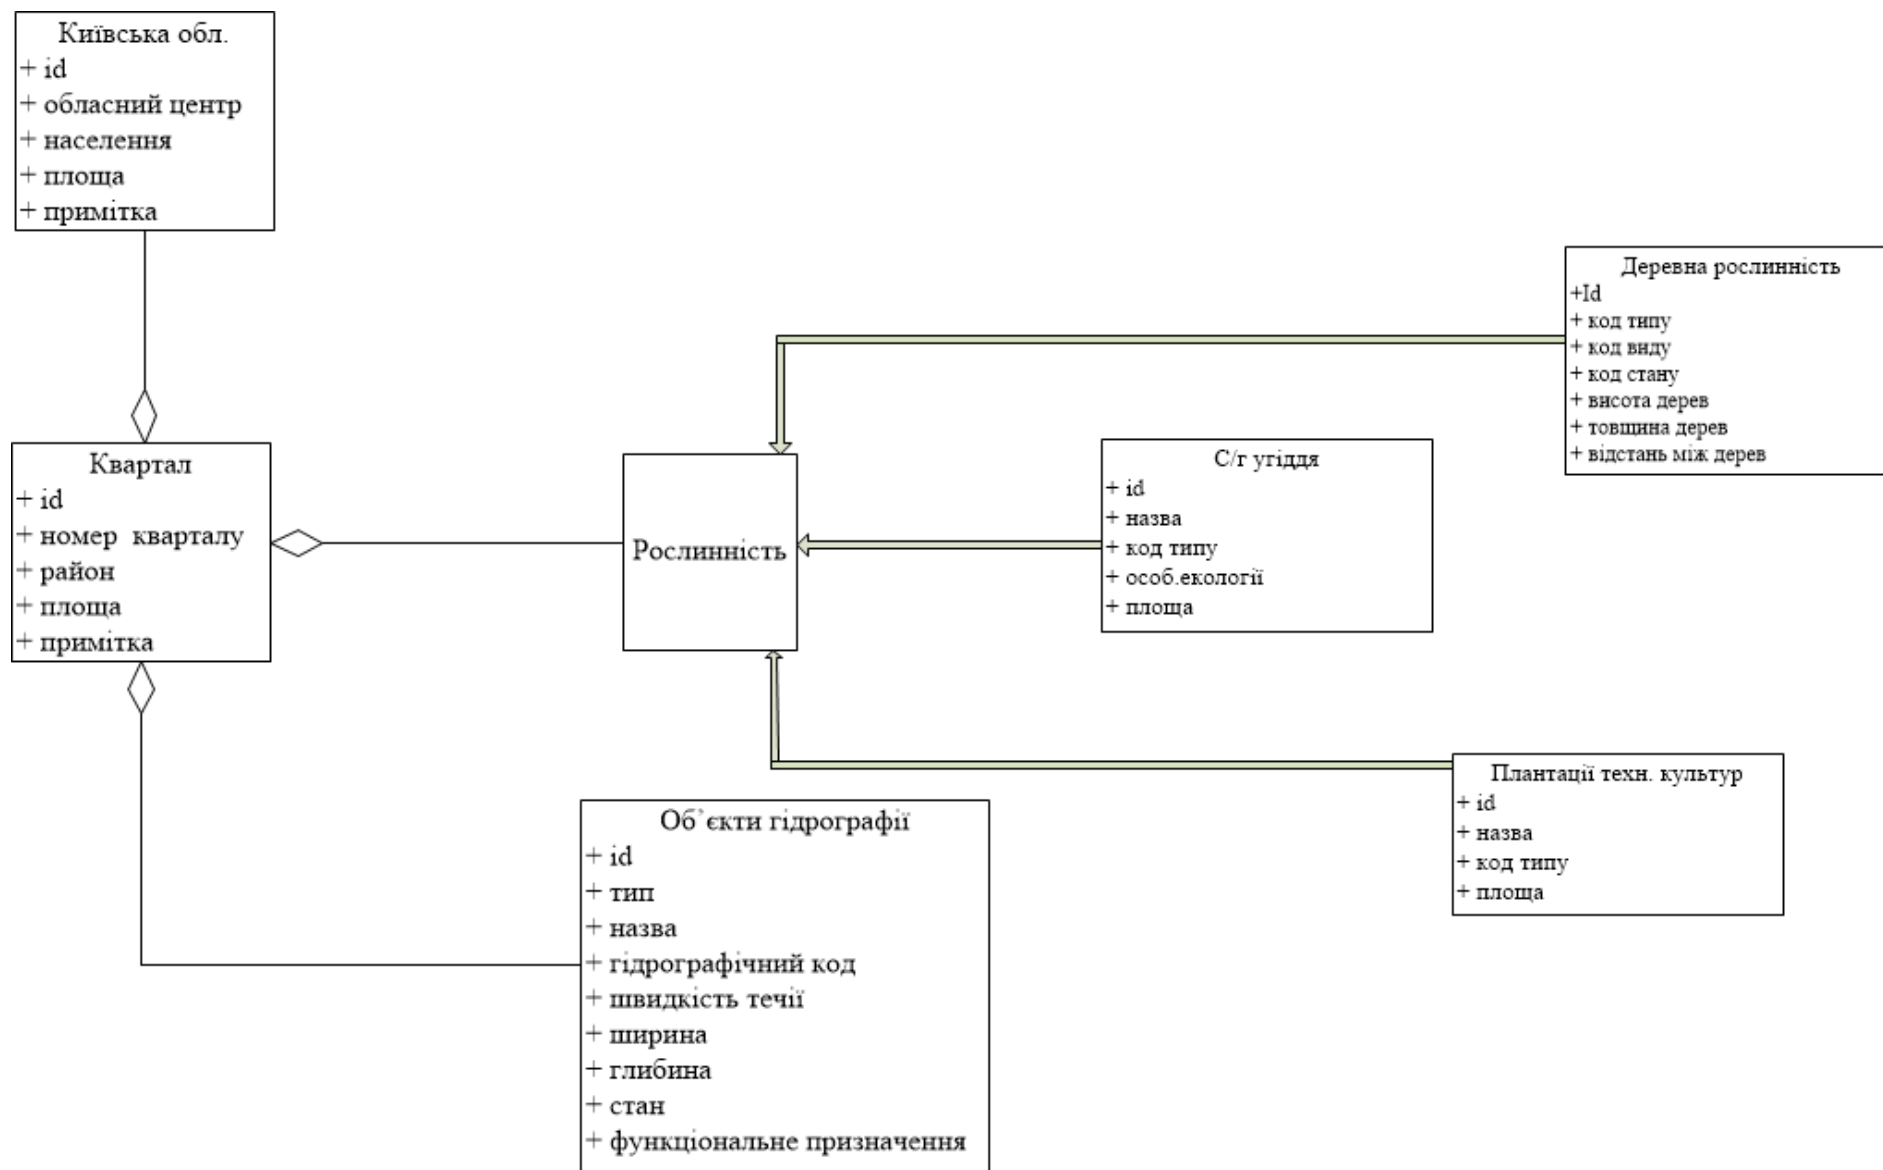 Київська обл.
+ id
+ обласний центр
+ населення
+ площа
+ примітка
Квартал
+ id
+ номер кварталу
+ район
+ площа
+ примітка
Рослинність
Деревна рослинність
+Id
+ код типу
+ код виду
+ код стану
+ висота дерев
+ товщина дерев
+ відстань між дерев
С/г угіддя
+ id
+ назва
+ код типу
+ особ.екології
+ площа
Плантації техн. культур
+ id
+ назва
+ код типу
+ площа
Об`єкти гідрографії
+ id
+ тип
+ назва
+ гідрографічний код
+ швидкість течії
+ ширина
+ глибина
+ стан
+ функціональне призначення